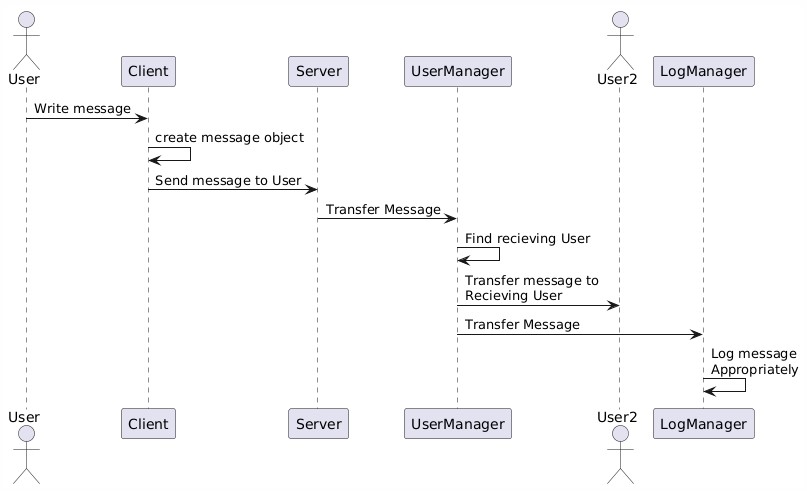 User
Client
Server
UserManager
User2
LogManager
Write message
create message object
Send message to User
Transfer Message
Find recieving User
Transfer message to
Recieving User
Transfer Message
Log message
Appropriately
User
Client
Server
UserManager
User2
LogManager